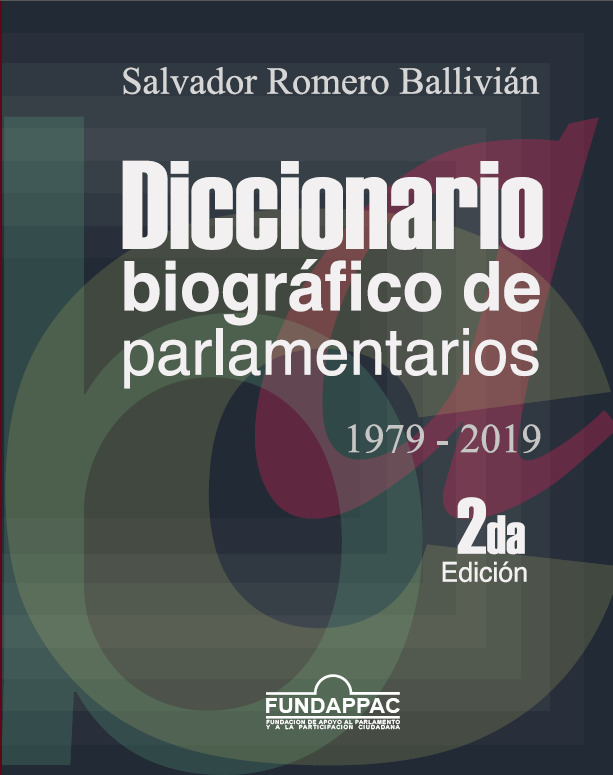 Salvador Romero Ballivián
Diccionario
biográfico de
parlamentarios
1979 - 2019
2da
Edición
FUNDAPPAC
FUNDACION DE APOYO AL PARLAMENTO
Y A LA PARTICIPACION CIUDADANA